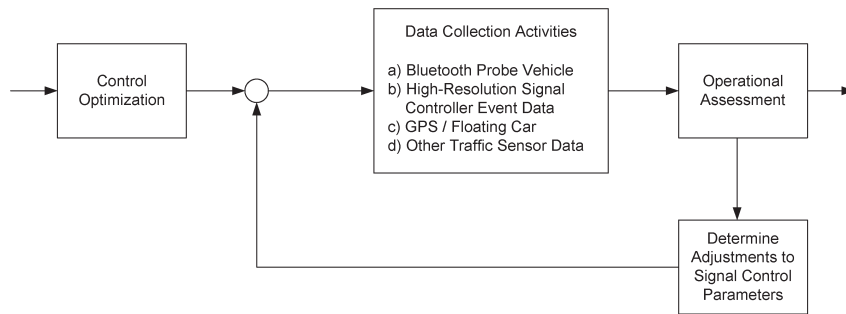 Control
Optimization
Data Collection Activities
a) Bluetooth Probe Vehicle
b) High-Resolution Signal
Controller Event Data
c) GPS / Floating Car
d) Other Traffic Sensor Data
Operational
Assessment
Determine
Adjustments to
Signal Control
Parameters